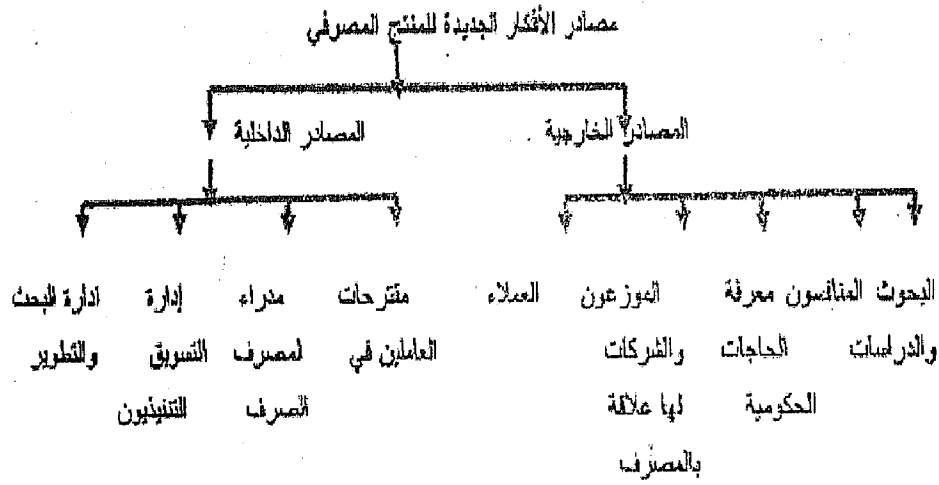 مصادر الأفكار الجديدة للمنتج المصرفي
المصادر الخارجية المصادر الداخلية
البحوث المنافسون معرفة الموزعون العملاء مقترحات مدراء إدارة ادارة البحث
والدراسات الحاجات والشركات العاملين في لمصرف التسويق والتطوير
الحكومية لها علاقة الصرف التنفيذيون
بالمصرف